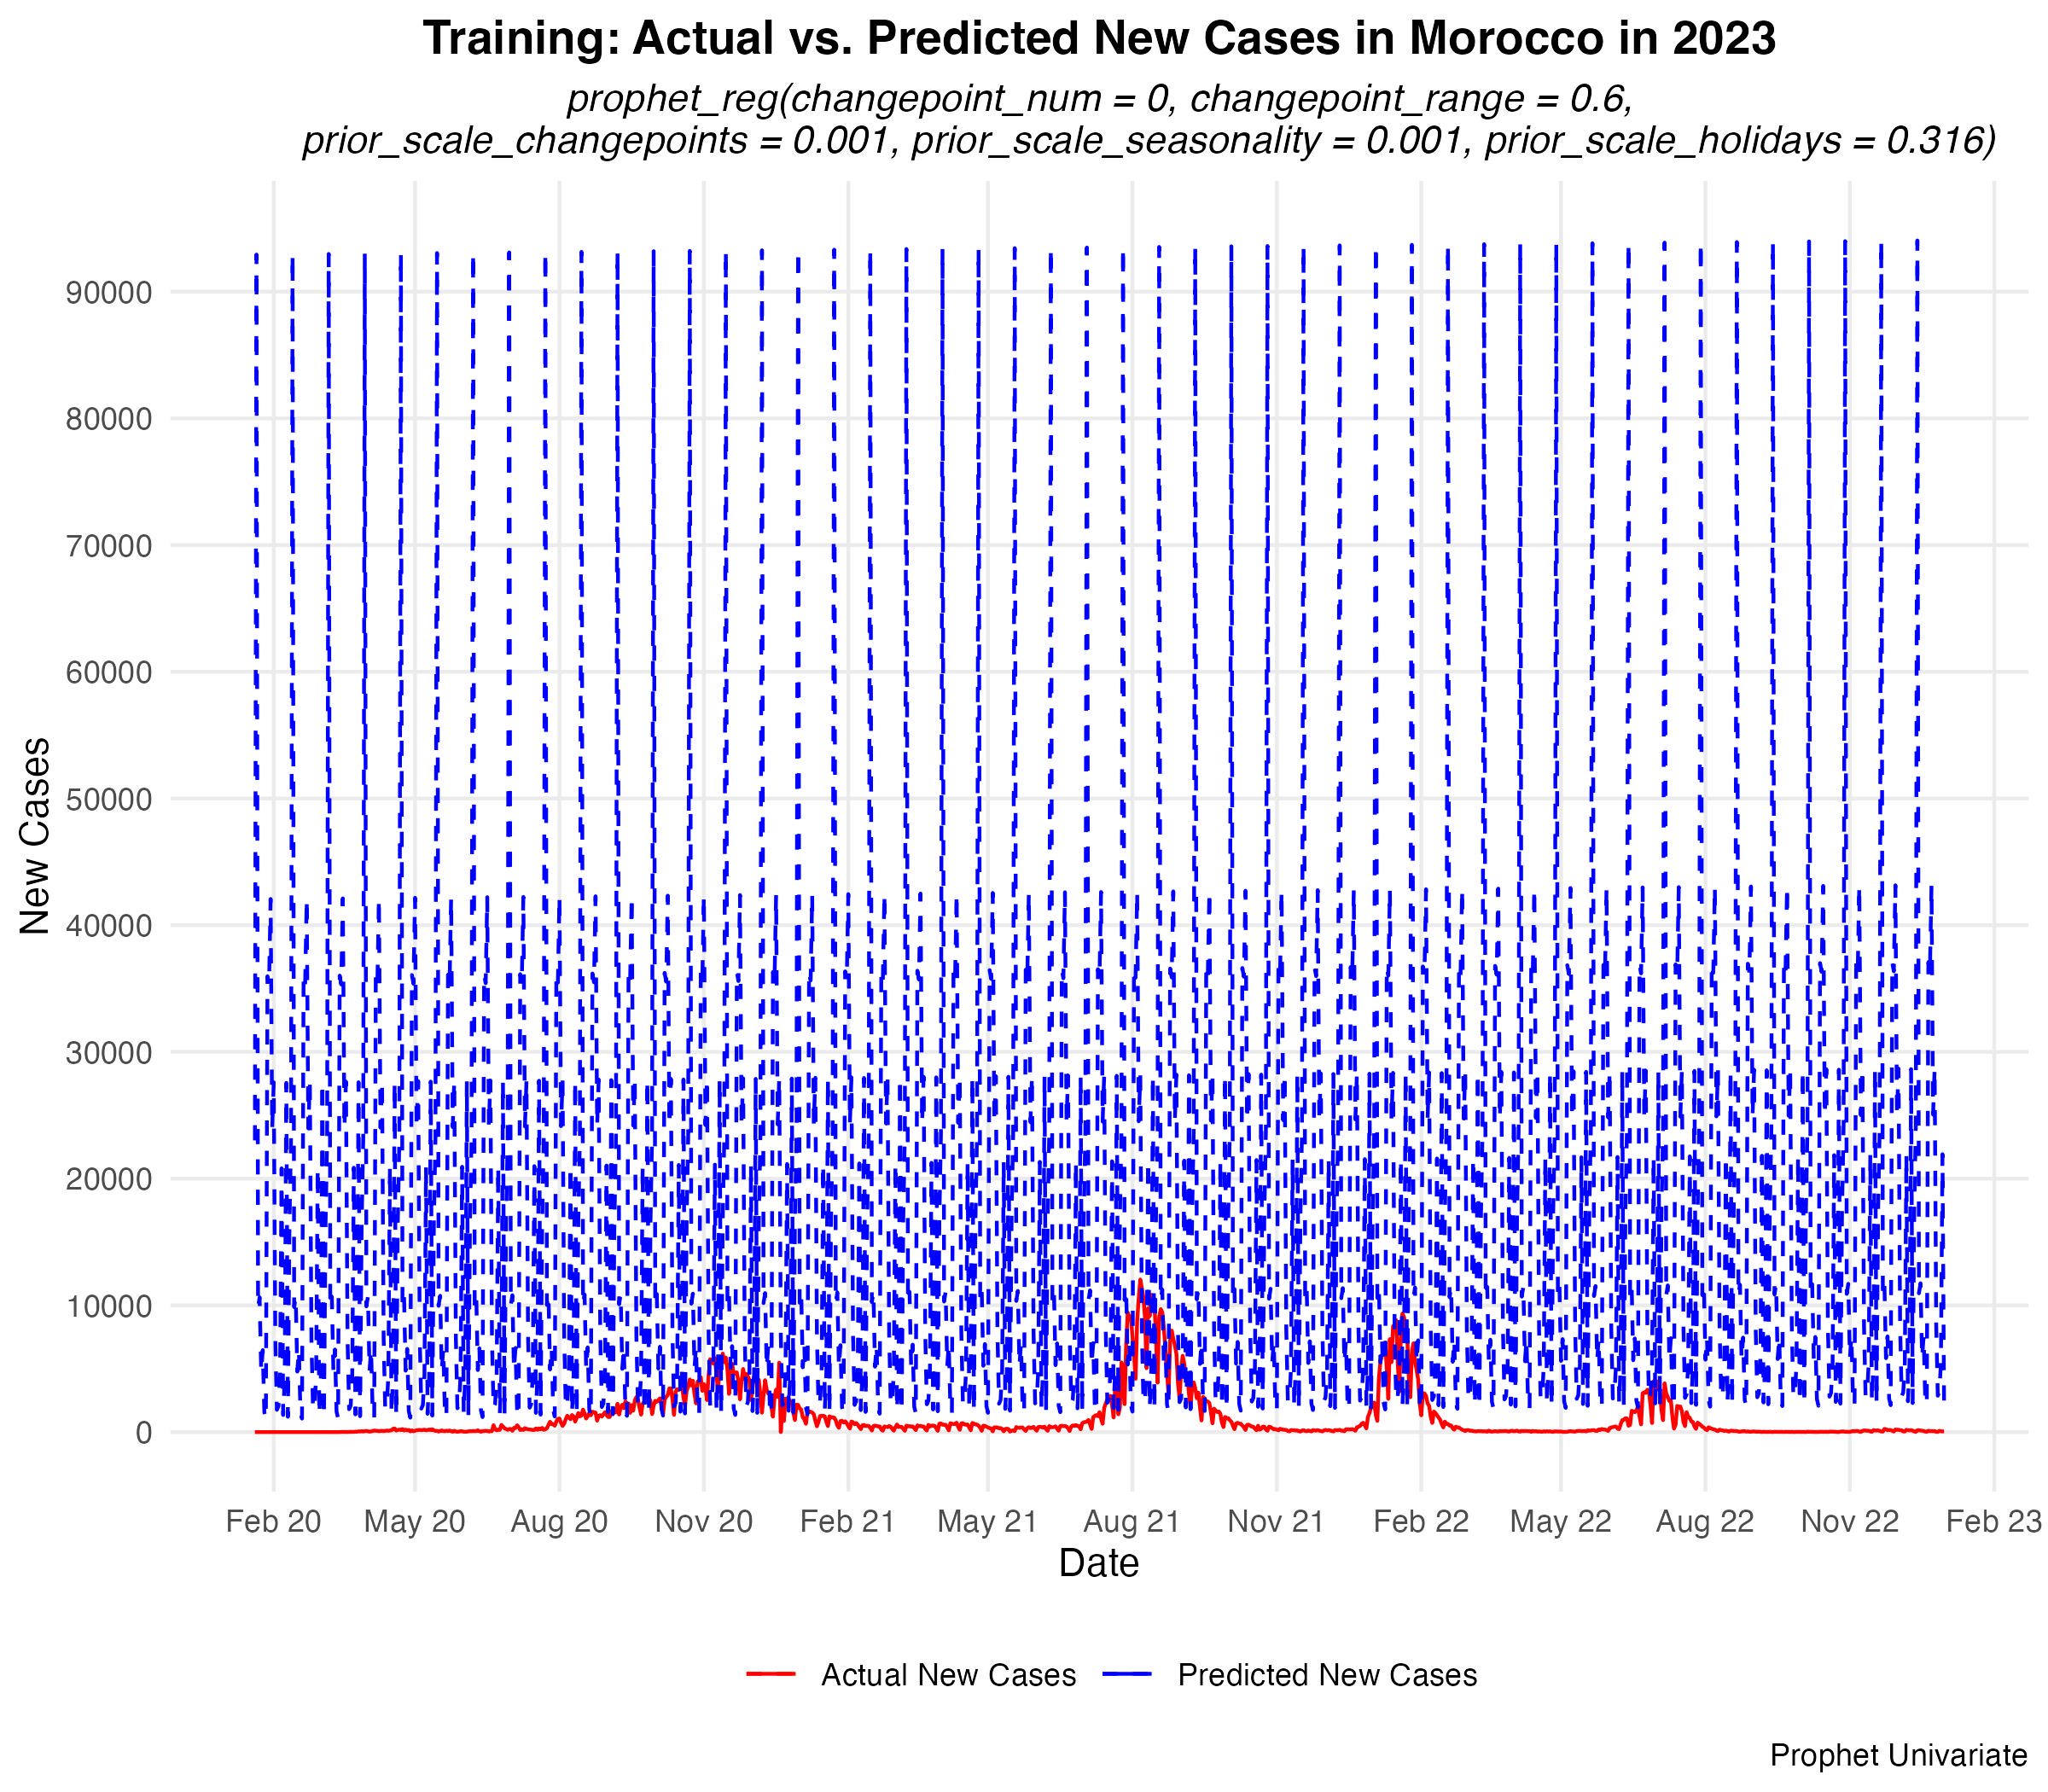 Training: Actual vs. Predicted New Cases in Morocco in 2023
prophet_reg(changepoint_num = 0, changepoint_range = 0.6,
prior_scale_changepoints = 0.001, prior_scale_seasonality = 0.001, prior_scale_holidays = 0.316)
New Cases
90000
80000
70000
60000
50000
40000
30000
20000
10000
0
Feb 20 May 20 Aug 20 Nov 20 Feb 21 May 21 Aug 21 Nov 21 Feb 22 May 22 Aug 22 Nov 22 Feb 23
Date
Actual New Cases Predicted New Cases
Prophet Univariate